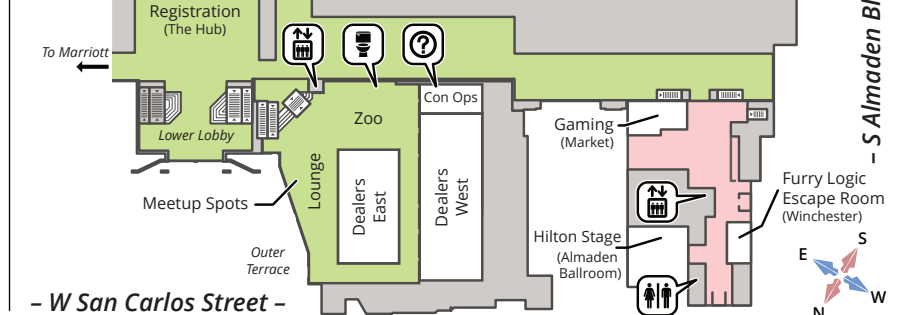 Registration
(The Hub)
To Marriott
?
Con Ops
Zoo
Lower Lobby
Lounge
Dealers
East
Dealers
West
Meetup Spots
Outer
Terrace
– W San Carlos Street –
Gaming
(Market)
Hilton Stage
(Almaden
Ballroom)
Furry Logic
Escape Room
(Winchester)
– S Almaden Bl
E
S
N
W